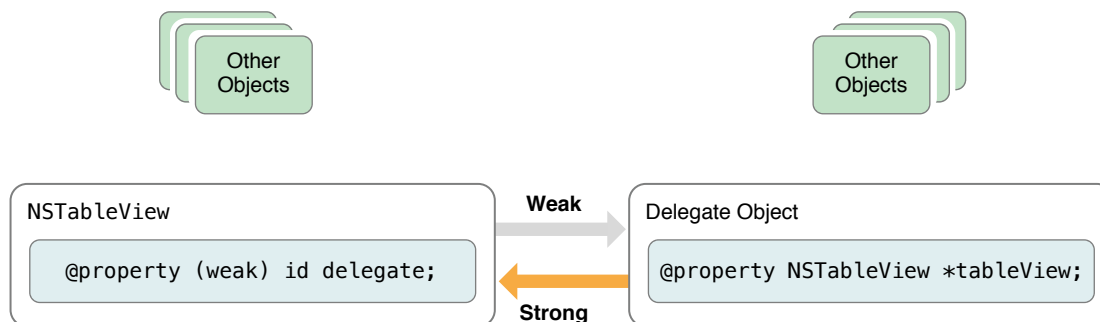 Other
Objects
Other
Objects
NSTableView
Weak
Delegate Object
@property (weak) id delegate;
@property NSTableView *tableView;
Strong